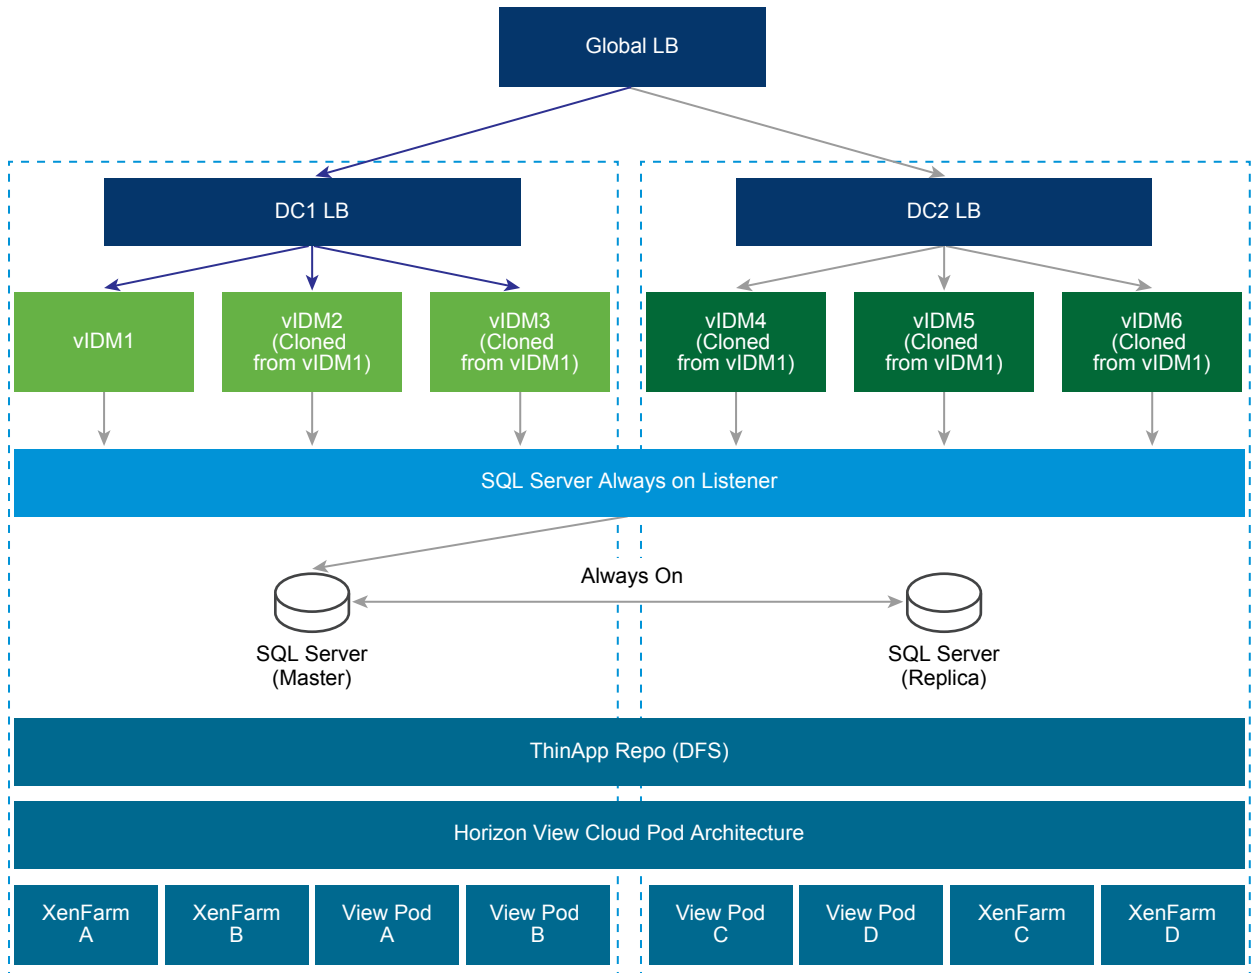 Global LB
DC1 LB
DC2 LB
vIDM1
vIDM2
(Cloned
from vIDM1)
vIDM3
(Cloned
from vIDM1)
vIDM4
(Cloned
from vIDM1)
vIDM5
(Cloned
from vIDM1)
vIDM6
(Cloned
from vIDM1)
SQL Server Always on Listener
Always On
SQL Server
(Master)
SQL Server
(Replica)
ThinApp Repo (DFS)
Horizon View Cloud Pod Architecture
XenFarm
A
XenFarm
B
View Pod
A
View Pod
B
View Pod
C
View Pod
D
XenFarm
C
XenFarm
D